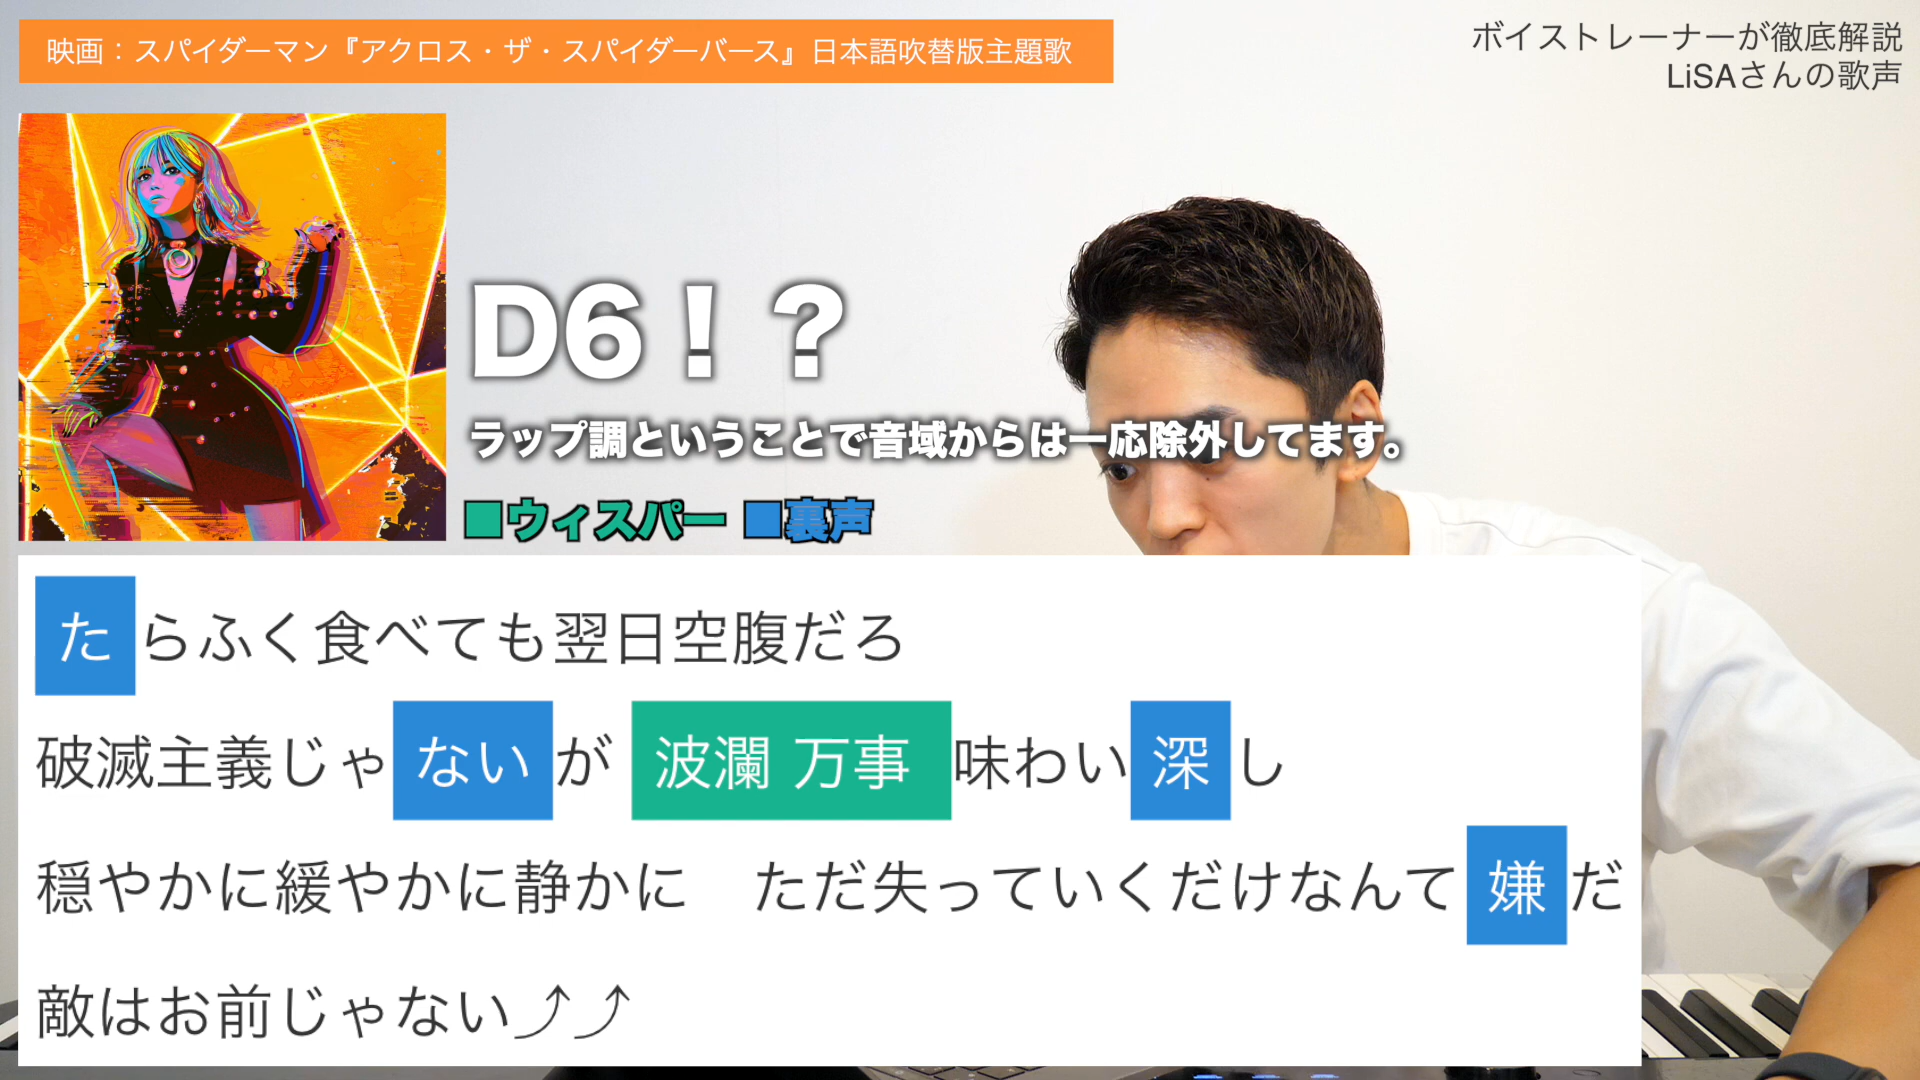 映画：スパイダーマン『アクロス・ザ・スパイダーバース』日本語吹替版主題歌
ボイストレーナーが徹底解説
LiSAさんの歌声
D6！？
ラップ調ということで音域からは一応除外してます。
■ウィスパー ■裏声
たらふく食べても翌日空腹だろ
破滅主義じゃないが 波瀾 万事 味わい深し
穏やかに緩やかに静かに　ただ失っていくだけなんて嫌だ
敵はお前じゃない⤴⤴